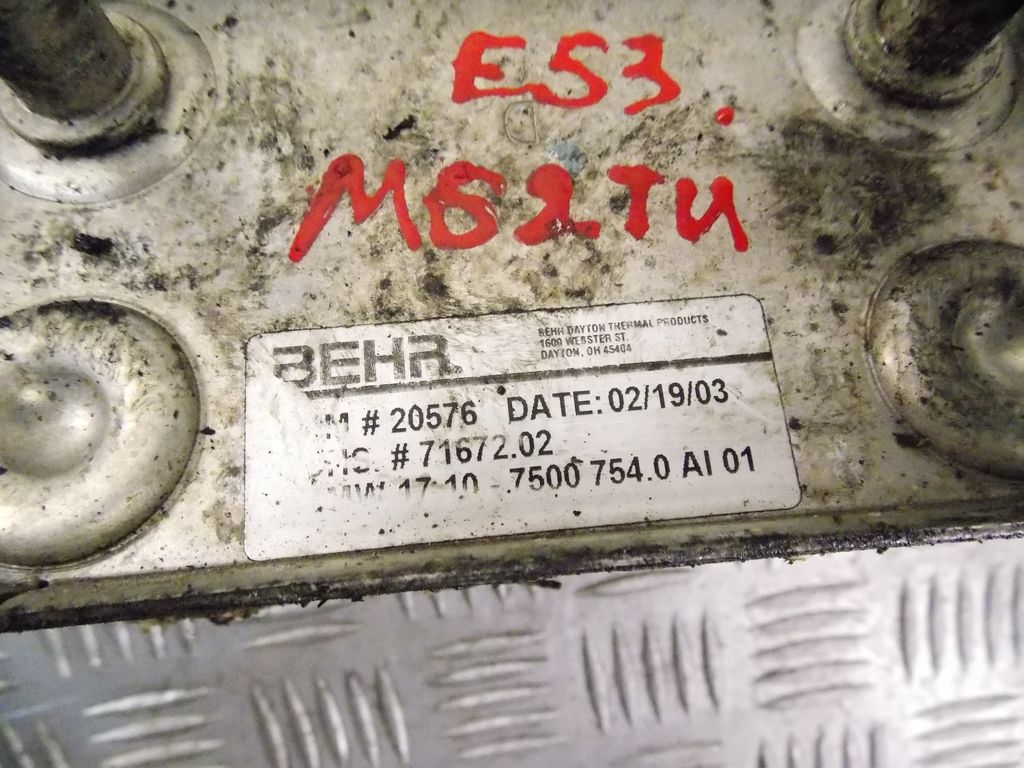 E53.
M62TU
BEHR
BEHR DAYTON THERMAL PRODUCTS
1600 WEBSTER ST.
DAYTON, OH 45404
# 20576 DATE: 02/19/03
# 71672.02
17 10 - 7500 754.0 AI 01